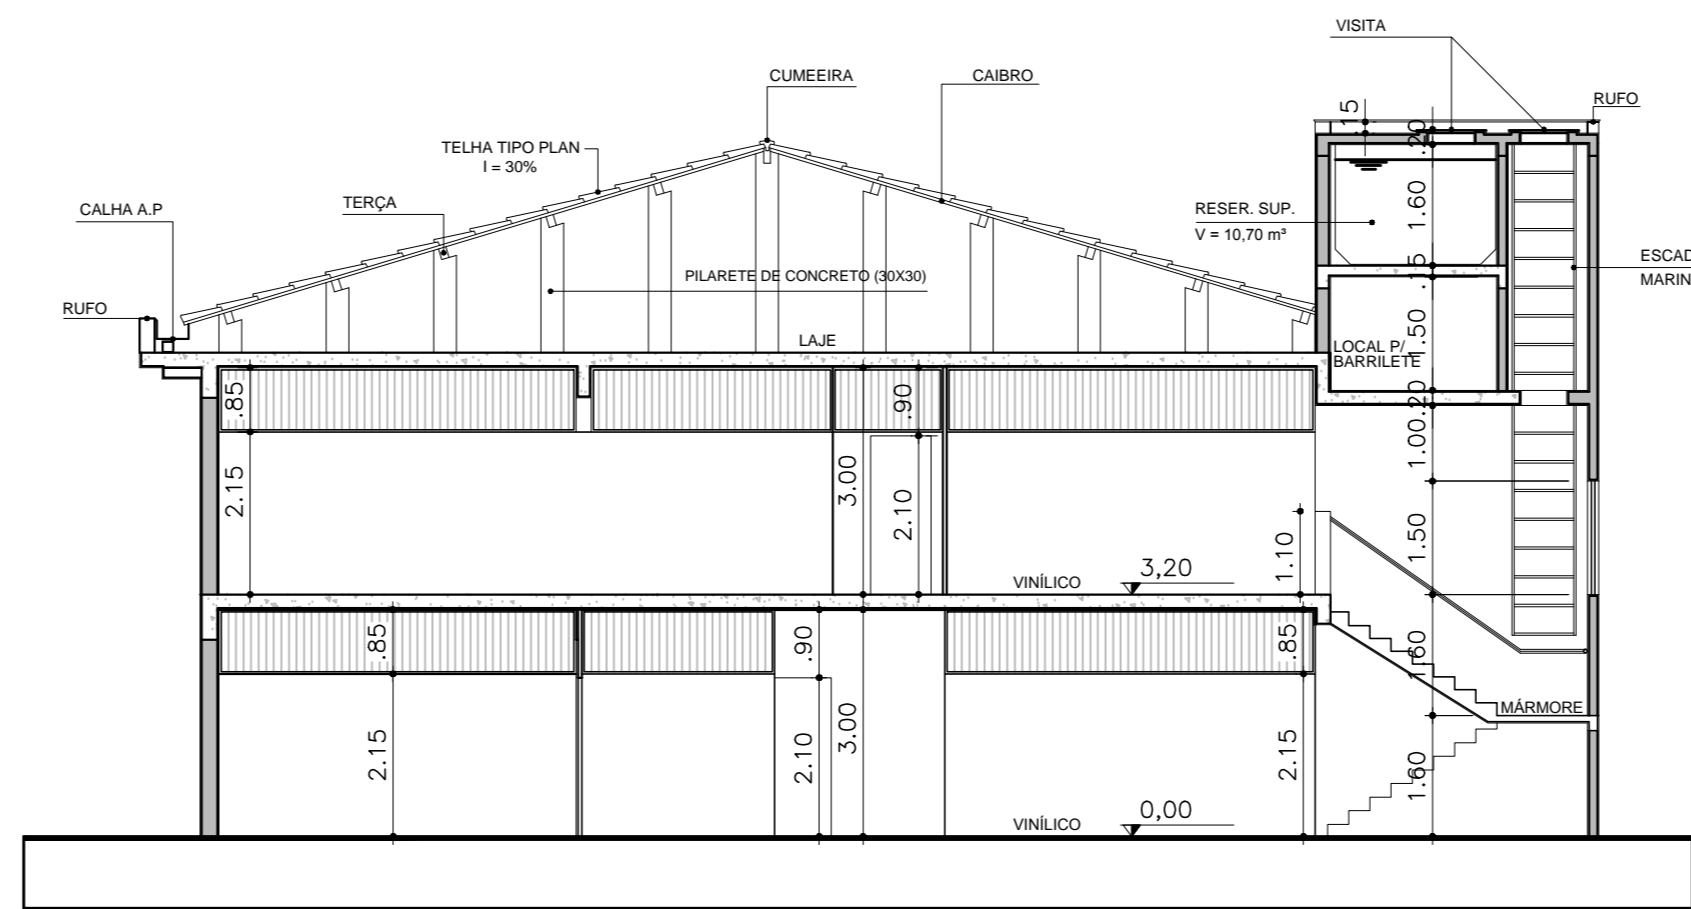 VISITA
CUMEEIRA
CAIBRO
RUFO
.15
.20
TELHA TIPO PLAN
I = 30%
CALHA A.P
TERÇA
RESER. SUP.
V = 10,70 m³
1.60
ESCAD
MARIN
.15
PILARETE DE CONCRETO (30X30)
RUFO
LAJE
1.50
LOCAL P/
BARRILETE
.85
.90
.20
1.00
2.15
3.00
2.10
1.50
1.10
VINÍLICO
3,20
.85
.90
.85
1.60
MÁRMORE
2.15
2.10
3.00
2.15
1.60
VINÍLICO
0,00